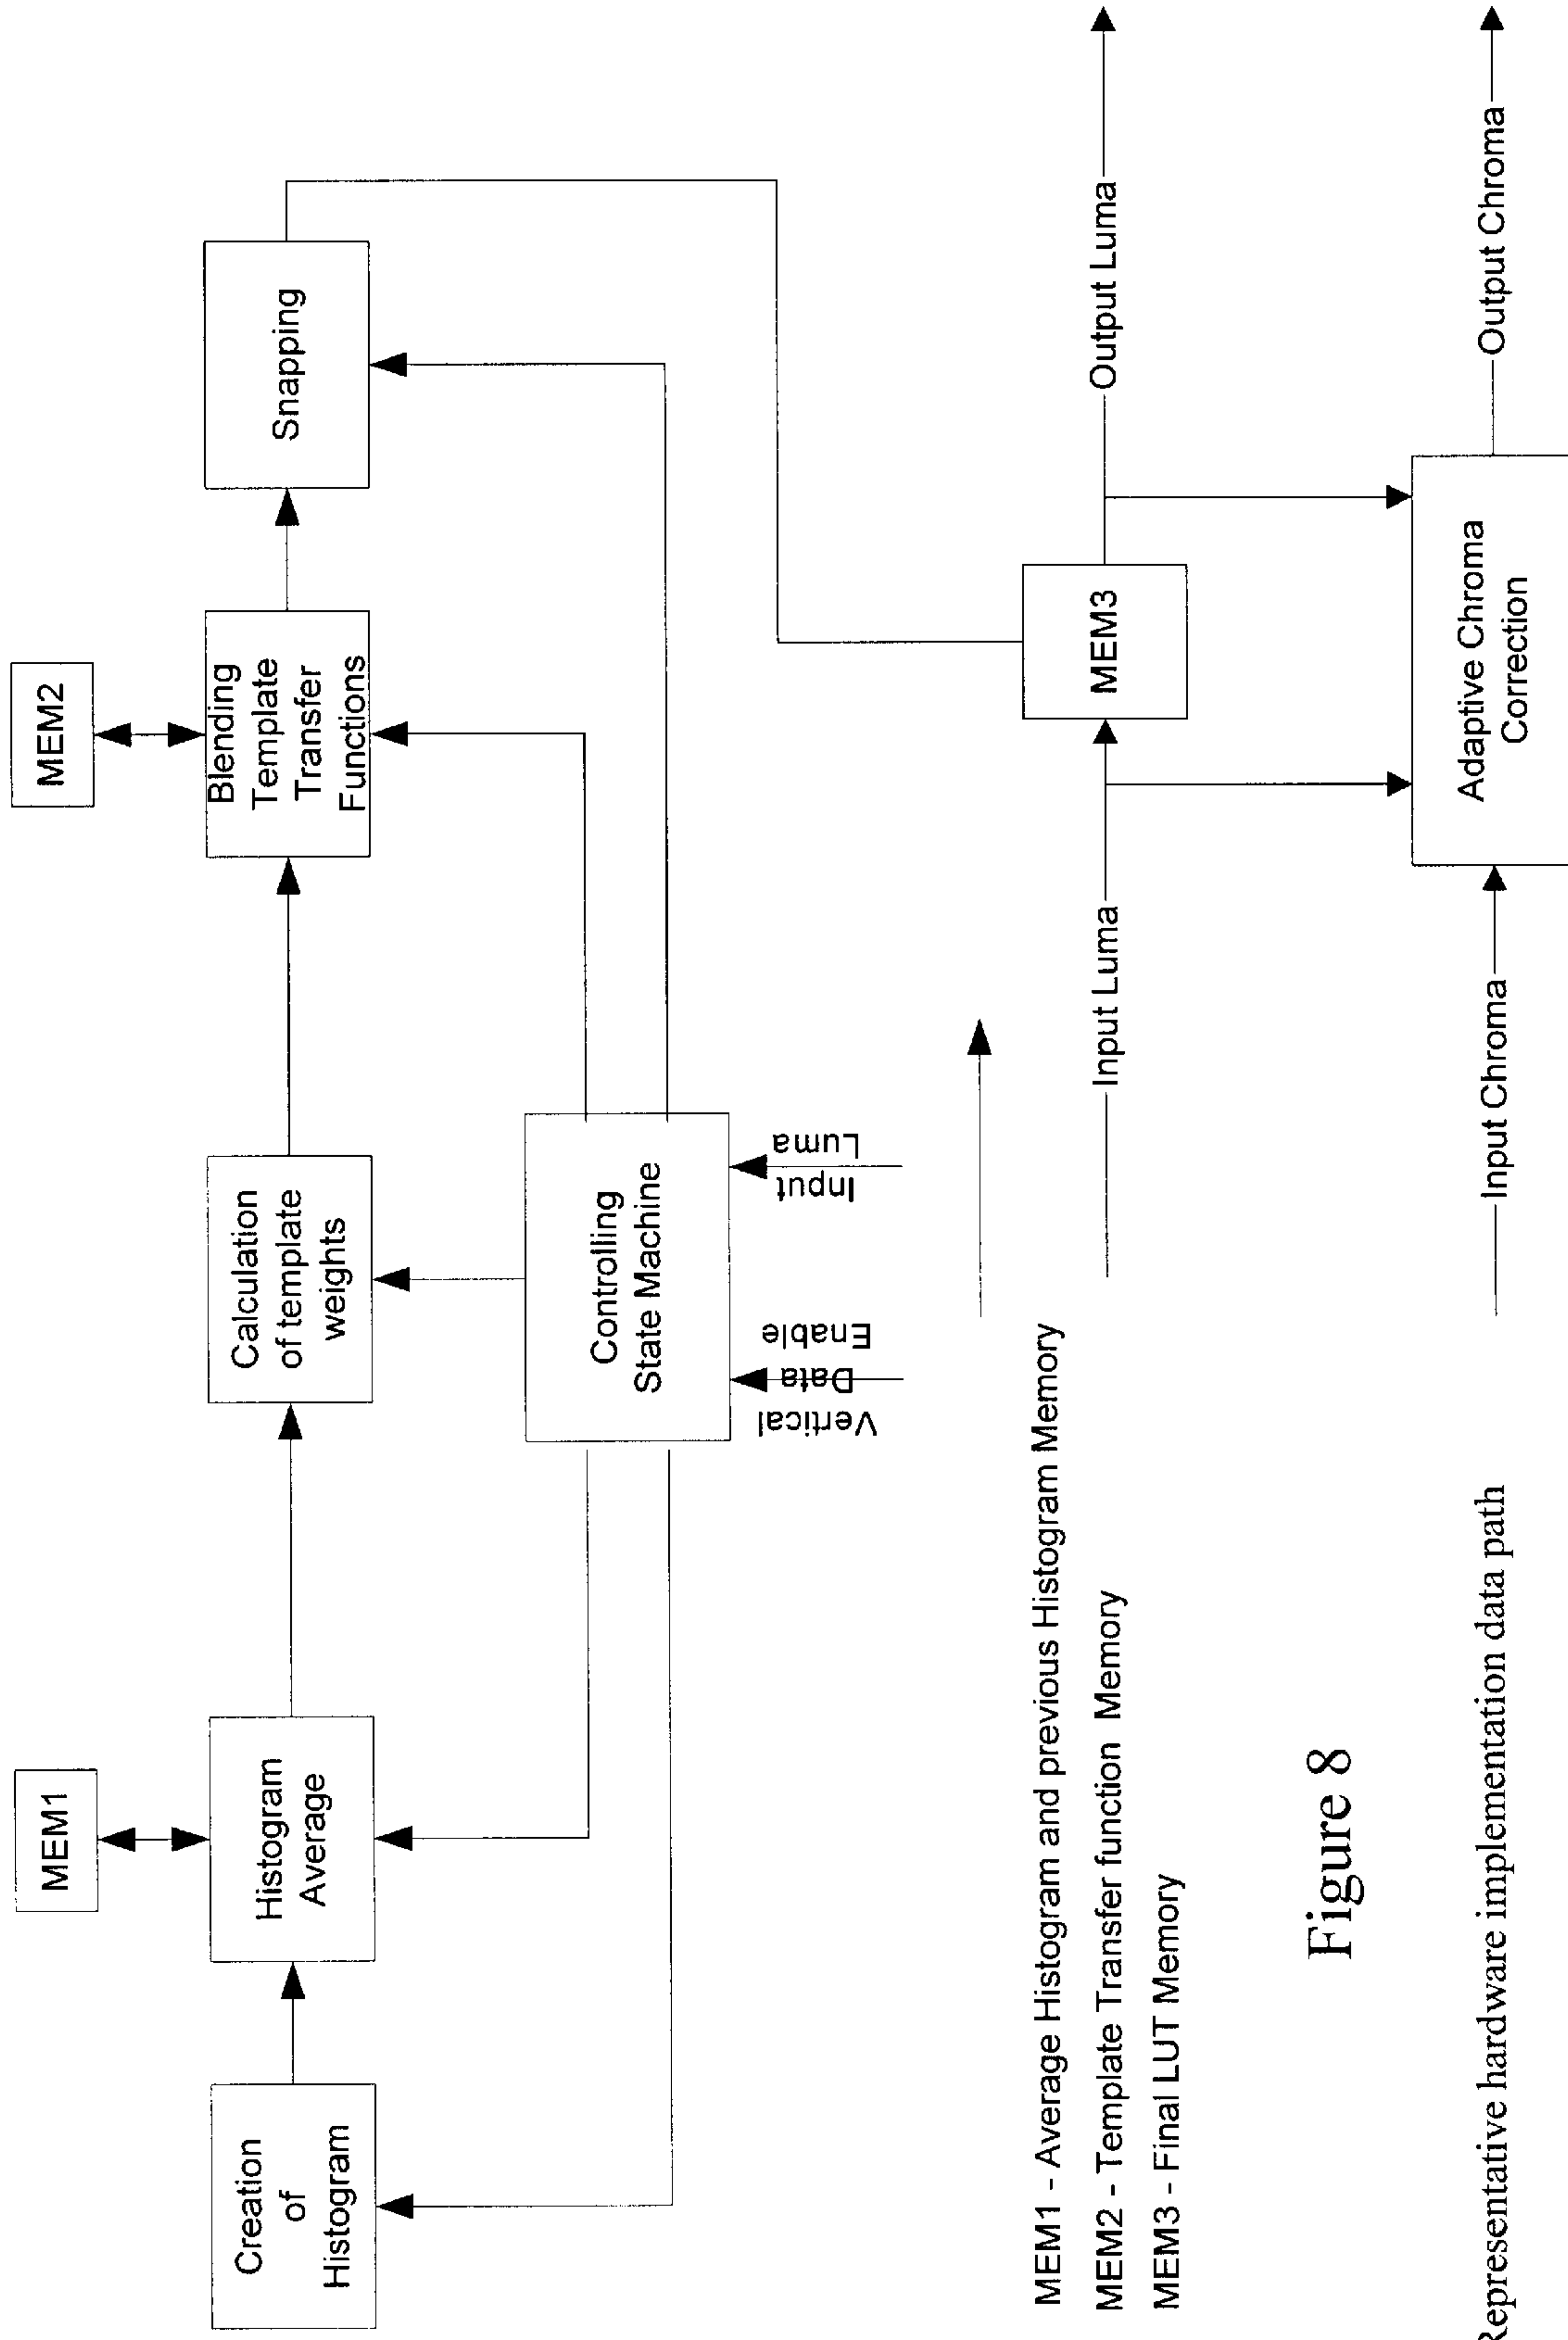 MEM1
MEM2
Creation
of
Histogram
Histogram
Average
Calculation
of template
weights
Blending
Template
Transfer
Functions
Snapping
Controlling
State Machine
Vertical
Data
Enable
Input
Luma
MEM1 - Average Histogram and previous Histogram Memory
MEM2 - Template Transfer function Memory
MEM3 - Final LUT Memory
Input Luma
MEM3
Output Luma
Input Chroma
Adaptive Chroma
Correction
Output Chroma
Figure 8
Representative hardware implementation data path